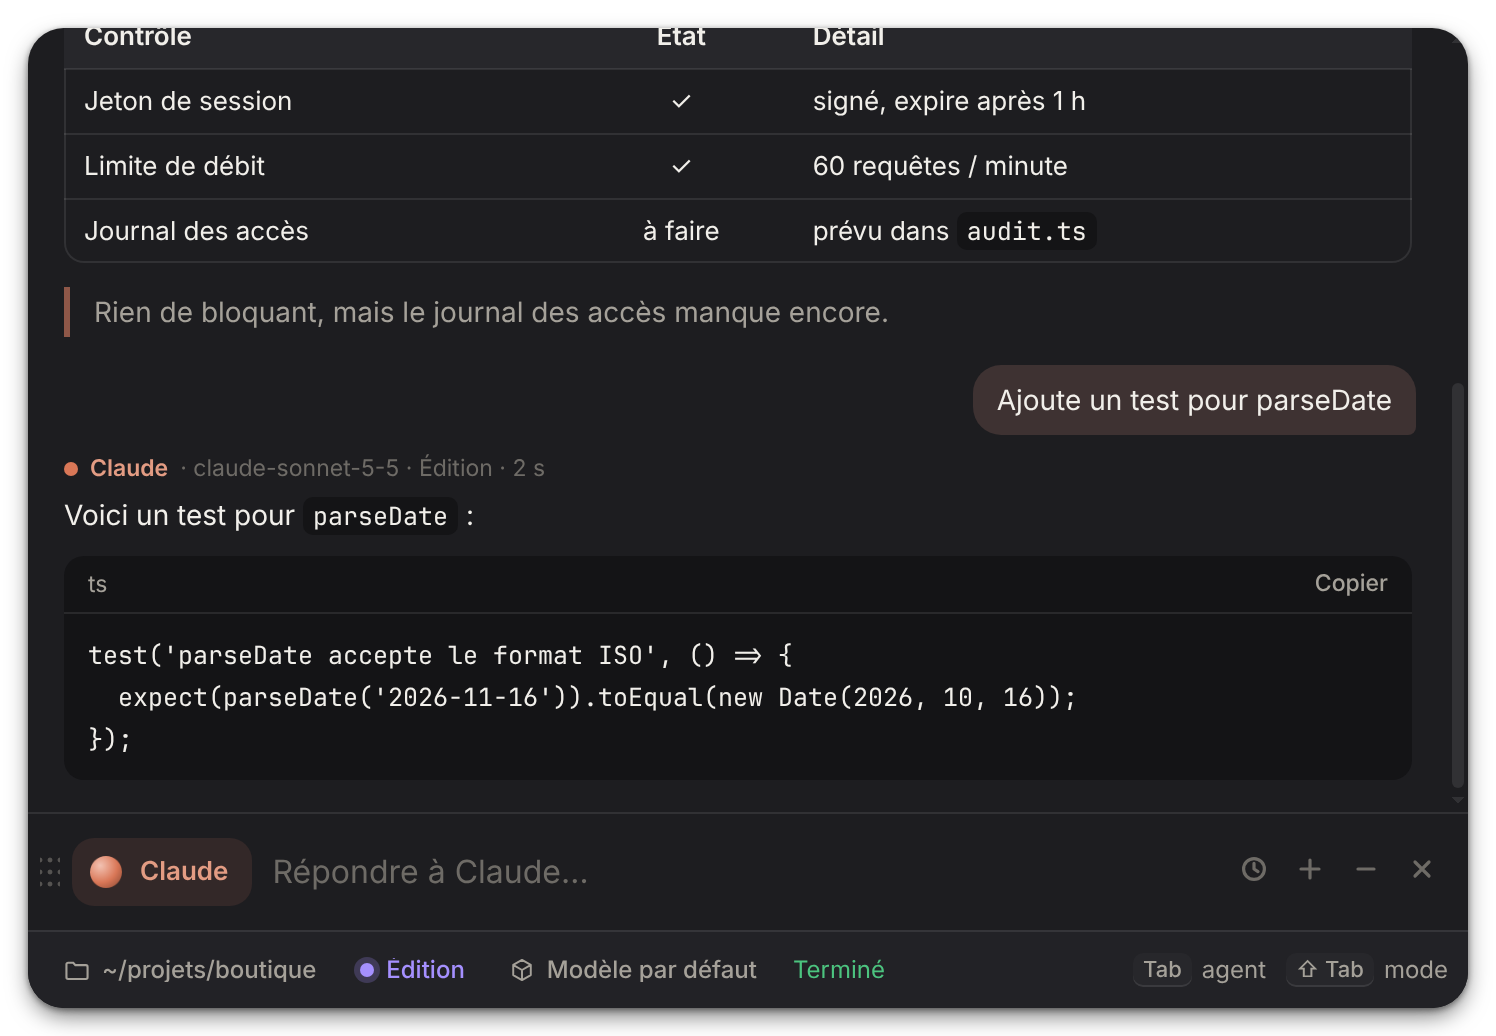 Contrôle État Détail
Jeton de session ✓ signé, expire après 1 h
Limite de débit ✓ 60 requêtes / minute
Journal des accès à faire prévu dans audit.ts
Rien de bloquant, mais le journal des accès manque encore.
Ajoute un test pour parseDate
Claude · claude-sonnet-5-5 · Édition · 2 s
Voici un test pour parseDate :
ts Copier
test('parseDate accepte le format ISO', () => {
  expect(parseDate('2026-11-16')).toEqual(new Date(2026, 10, 16));
});
Claude Répondre à Claude...
~/projets/boutique Édition Modèle par défaut Terminé Tab agent ⇧ Tab mode